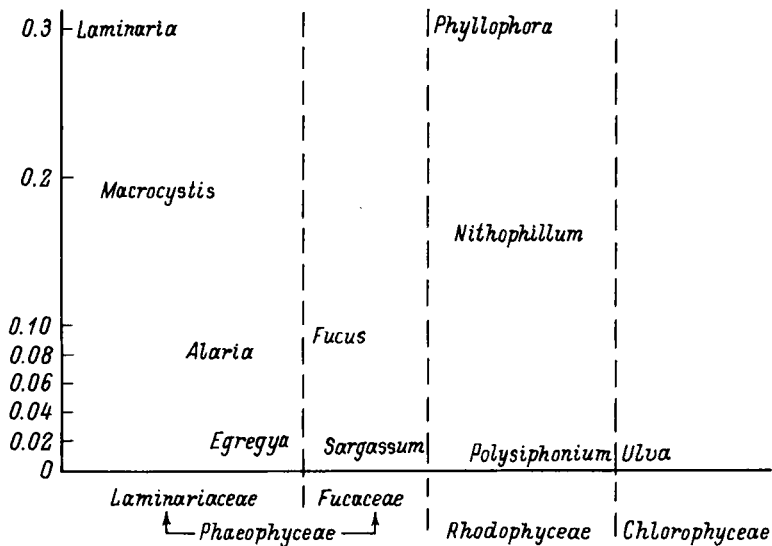 0.3 Laminaria Phyllophora
0.2
Macrocystis
Nithophillum
0.10
Fucus
0.08 Alaria
0.06
0.04
0.02 Egregya Sargassum Polysiphonium Ulva
0
Laminariaceae Fucaceae
Phaeophyceae Rhodophyceae Chlorophyceae